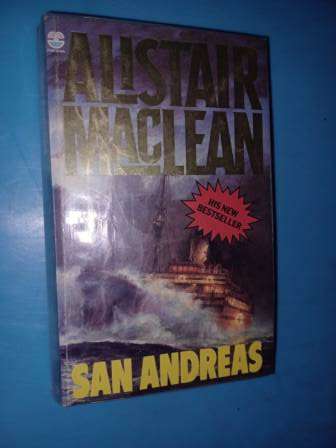 ALISTAIR
MACLEAN
HIS NEW
BESTSELLER
SAN ANDREAS